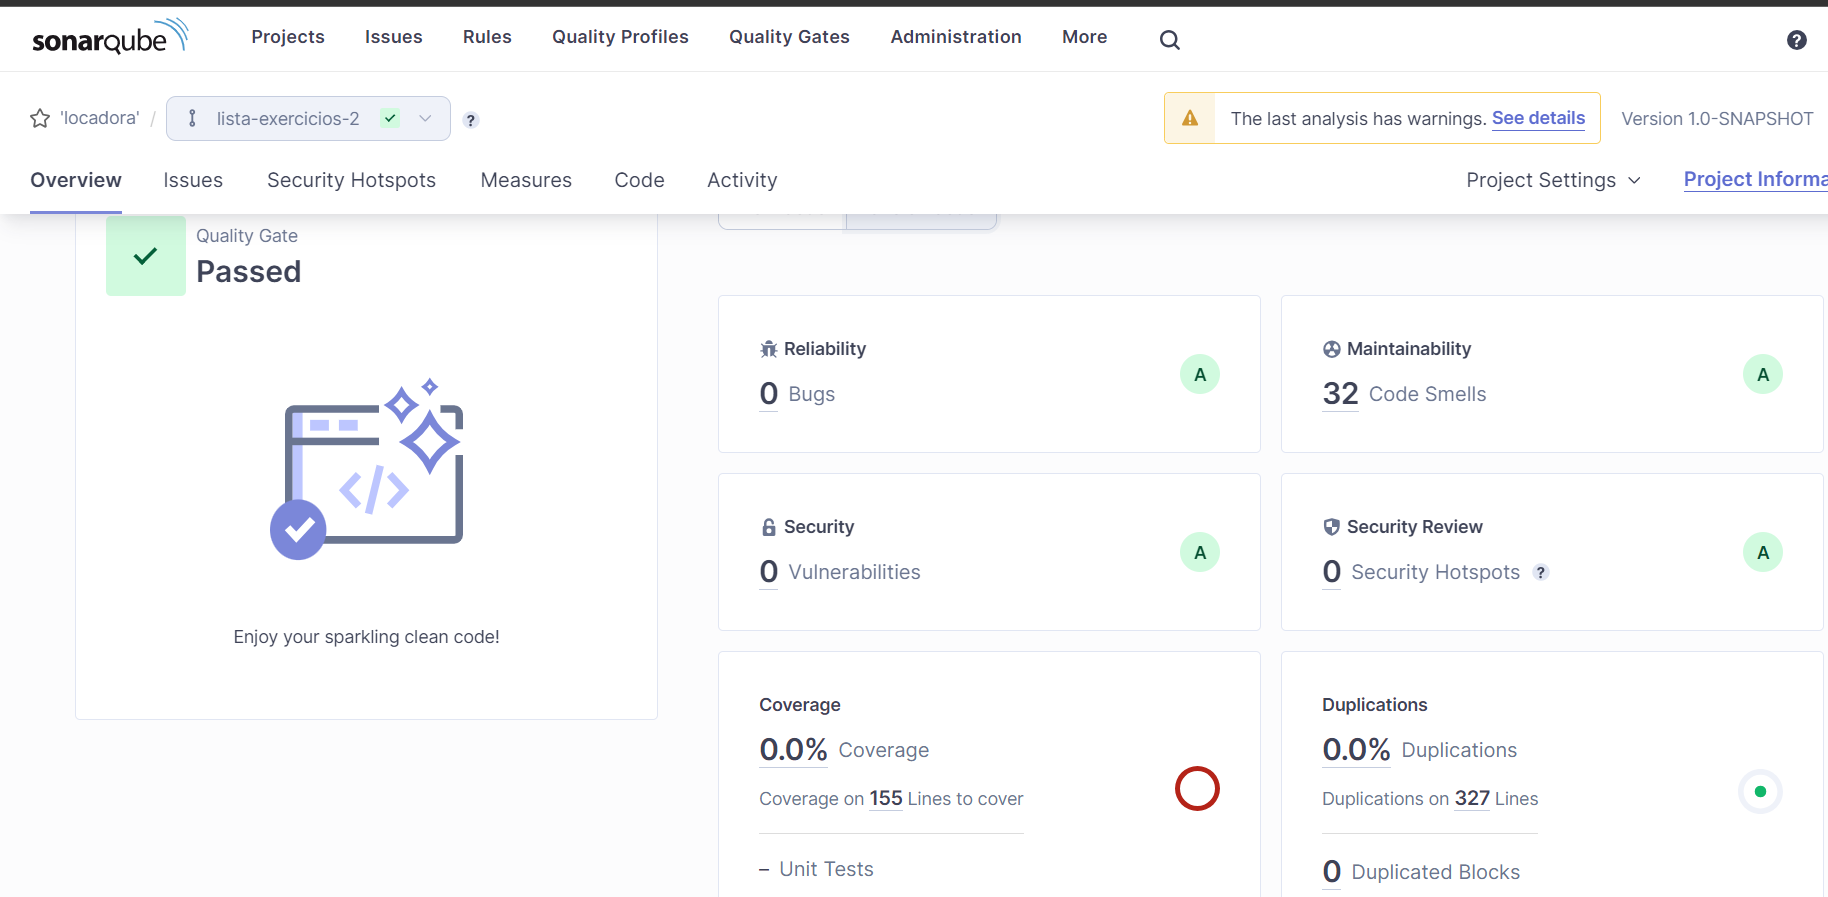 sonarqube Projects Issues Rules Quality Profiles Quality Gates Administration More ?
'locadora' / lista-exercicios-2 ? The last analysis has warnings. See details Version 1.0-SNAPSHOT
Overview Issues Security Hotspots Measures Code Activity Project Settings Project Informa
Quality Gate
Passed
Enjoy your sparkling clean code!
Reliability
0 Bugs
A
Maintainability
32 Code Smells
A
Security
0 Vulnerabilities
A
Security Review
0 Security Hotspots ?
A
Coverage
0.0% Coverage
Coverage on 155 Lines to cover
– Unit Tests
Duplications
0.0% Duplications
Duplications on 327 Lines
0 Duplicated Blocks